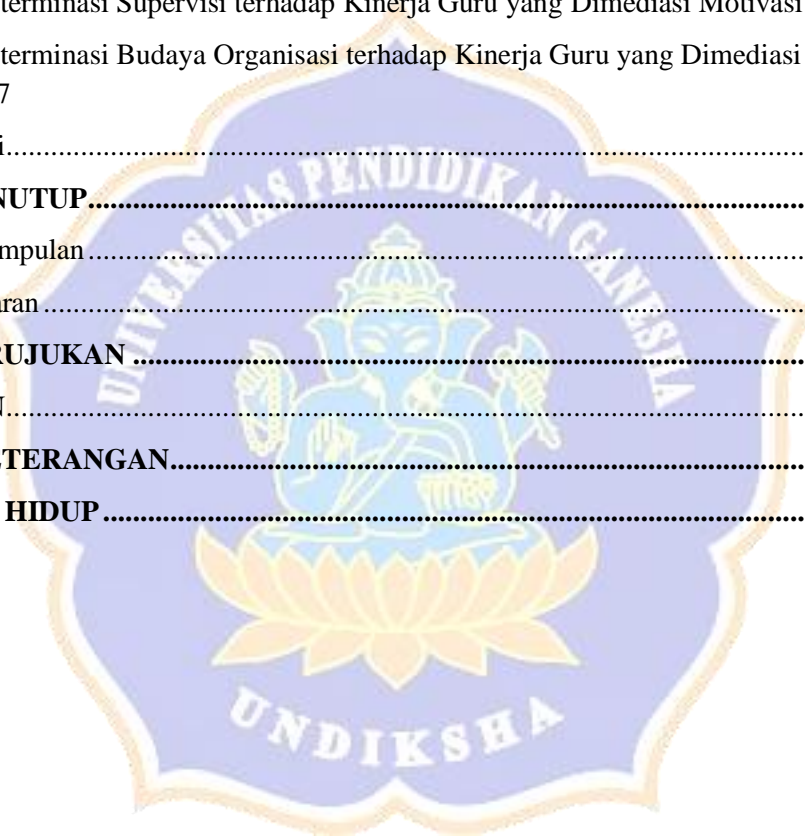 terminasi Supervisi terhadap Kinerja Guru yang Dimediasi Motivasi
terminasi Budaya Organisasi terhadap Kinerja Guru yang Dimediasi
7
i....................................................................................................
NUTUP....................................................................................................
mpulan....................................................................................................
aran....................................................................................................
RUJUKAN....................................................................................................
N....................................................................................................
ETERANGAN....................................................................................................
HIDUP....................................................................................................
UNIVERSITAS PENDIDIKAN GANESHA
UNDIKSHA